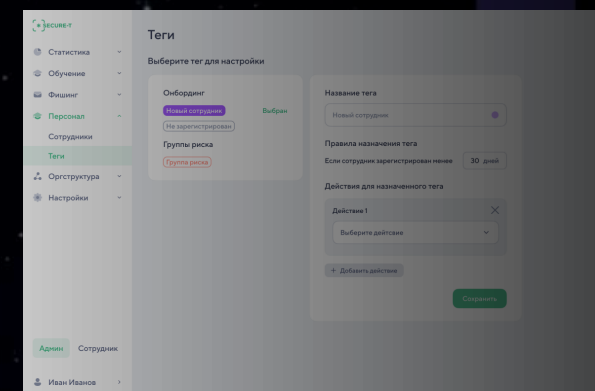 SECURE-T
Статистика
Обучение
Фишинг
Персонал
Сотрудники
Теги
Оргструктура
Настройки
Админ Сотрудник
Иван Иванов
Теги
Выберите тег для настройки
Онбординг
Новый сотрудник Выбран
Не зарегистрирован
Группы риска
Группа риска
Название тега
Новый сотрудник
Правила назначения тега
Если сотрудник зарегистрирован менее 30 дней
Действия для назначенного тега
Действие 1
Выберите действие
+ Добавить действие
Сохранить